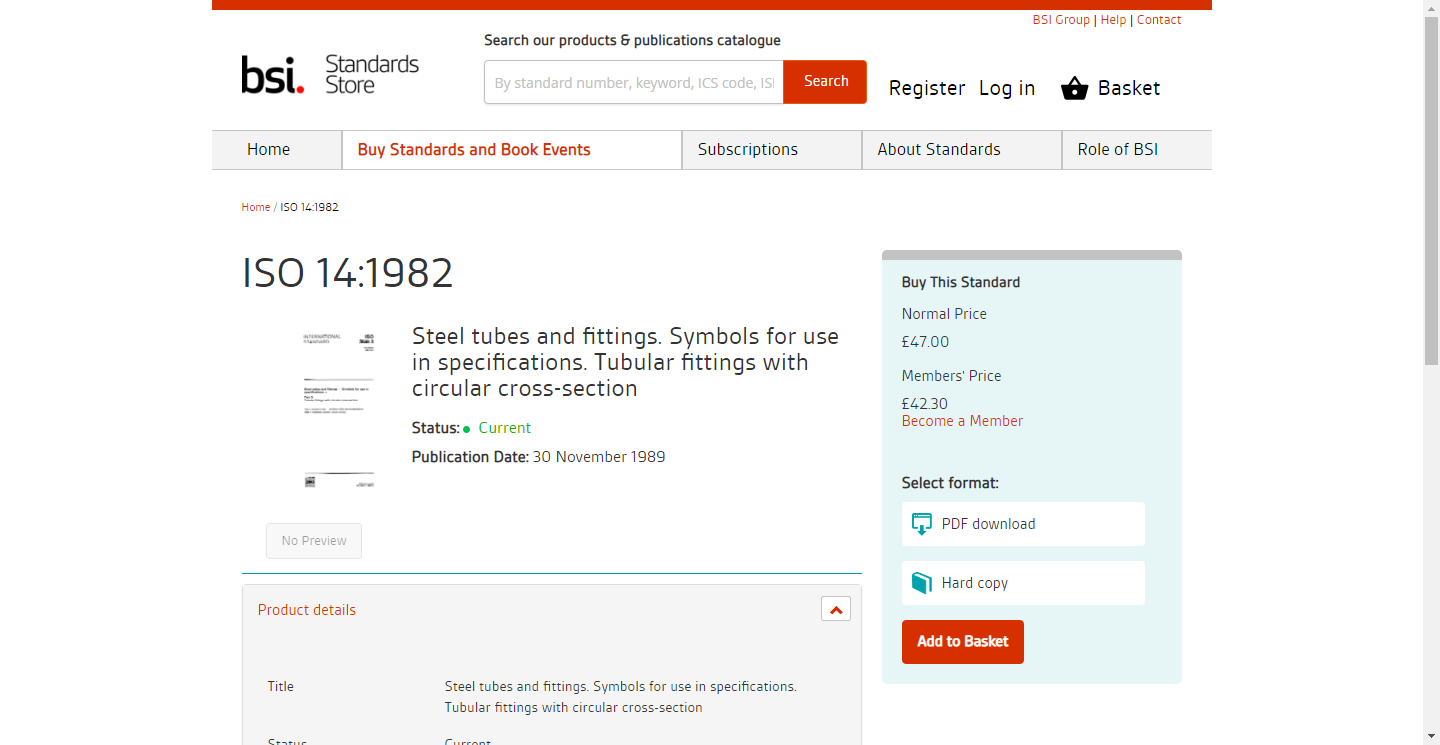 BSI Group | Help | Contact
Search our products & publications catalogue
bsi.
Standards
Store
By standard number, keyword, ICS code, ISI
Search
Register
Log in
Basket
Home
Buy Standards and Book Events
Subscriptions
About Standards
Role of BSI
Home / ISO 14:1982
ISO 14:1982
INTERNATIONAL
STANDARD
ISO
Steel tubes and fittings. Symbols for use
in specifications. Tubular fittings with
circular cross-section
Status: Current
Publication Date: 30 November 1989
No Preview
Buy This Standard
Normal Price
£47.00
Members' Price
£42.30
Become a Member
Select format:
PDF download
Hard copy
Add to Basket
Product details
Title
Steel tubes and fittings. Symbols for use in specifications.
Tubular fittings with circular cross-section
Status
Current